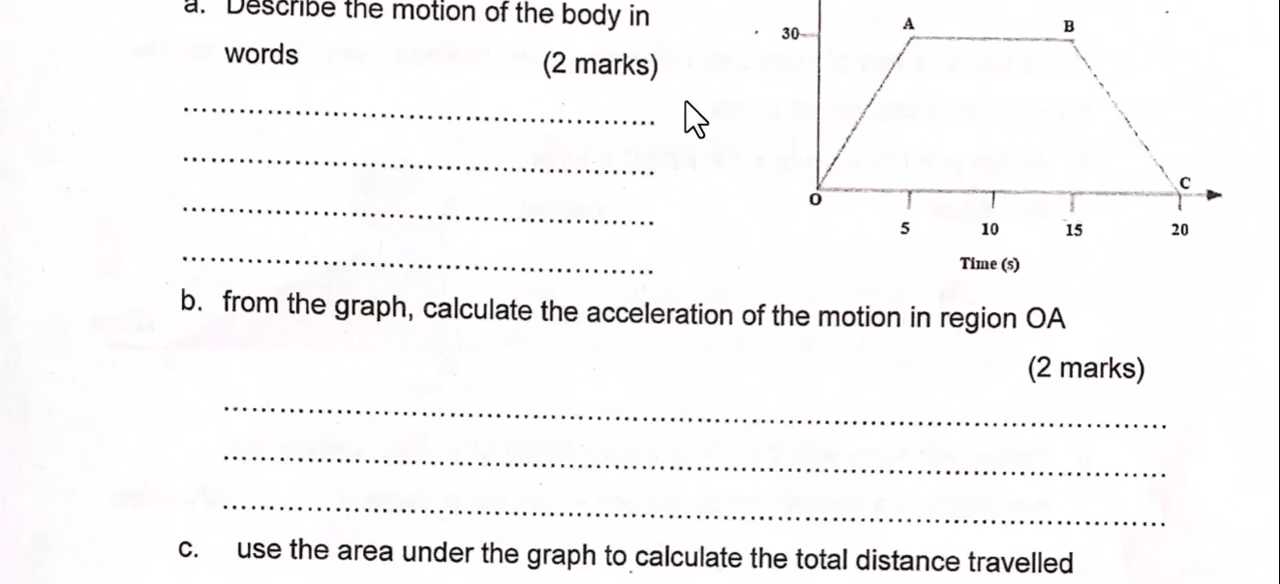 a. Describe the motion of the body in
words (2 marks)
30
A
B
O
C
5 10 15 20
Time (s)
b. from the graph, calculate the acceleration of the motion in region OA
(2 marks)
c. use the area under the graph to calculate the total distance travelled